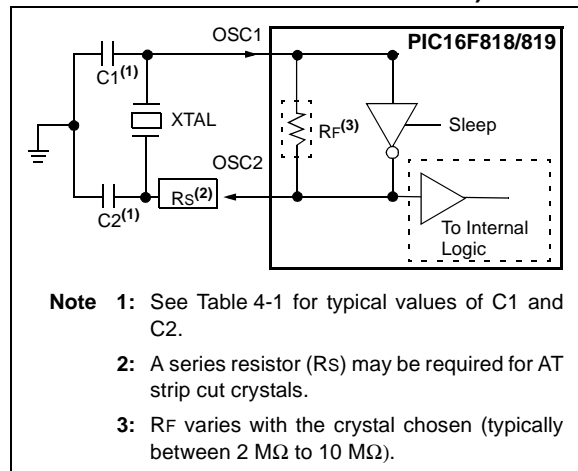 OSC1
PIC16F818/819
C1(1)
XTAL
RF(3)
Sleep
OSC2
RS(2)
C2(1)
To Internal
Logic
Note 1: See Table 4-1 for typical values of C1 and
C2.
2: A series resistor (RS) may be required for AT
strip cut crystals.
3: RF varies with the crystal chosen (typically
between 2 MΩ to 10 MΩ).